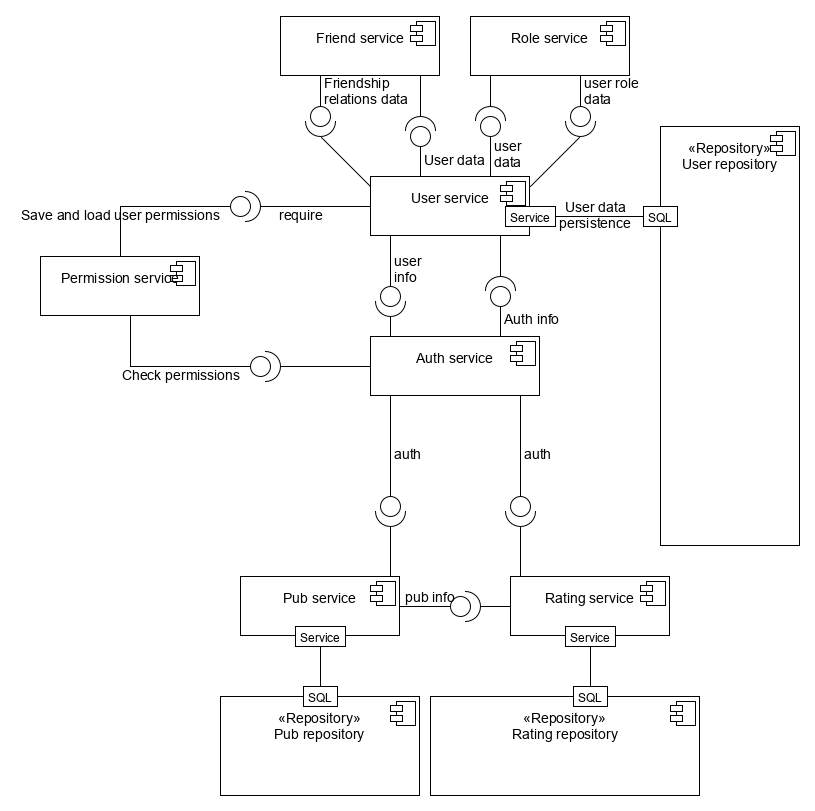 Friend service
Role service
Friendship
relations data
user role
data
User data
user
data
«Repository»
User repository
User service
Service
User data
persistence
SQL
Save and load user permissions
require
Permission service
user
info
Auth info
Auth service
Check permissions
auth
auth
Pub service
pub info
Rating service
Service
Service
SQL
SQL
«Repository»
Pub repository
«Repository»
Rating repository